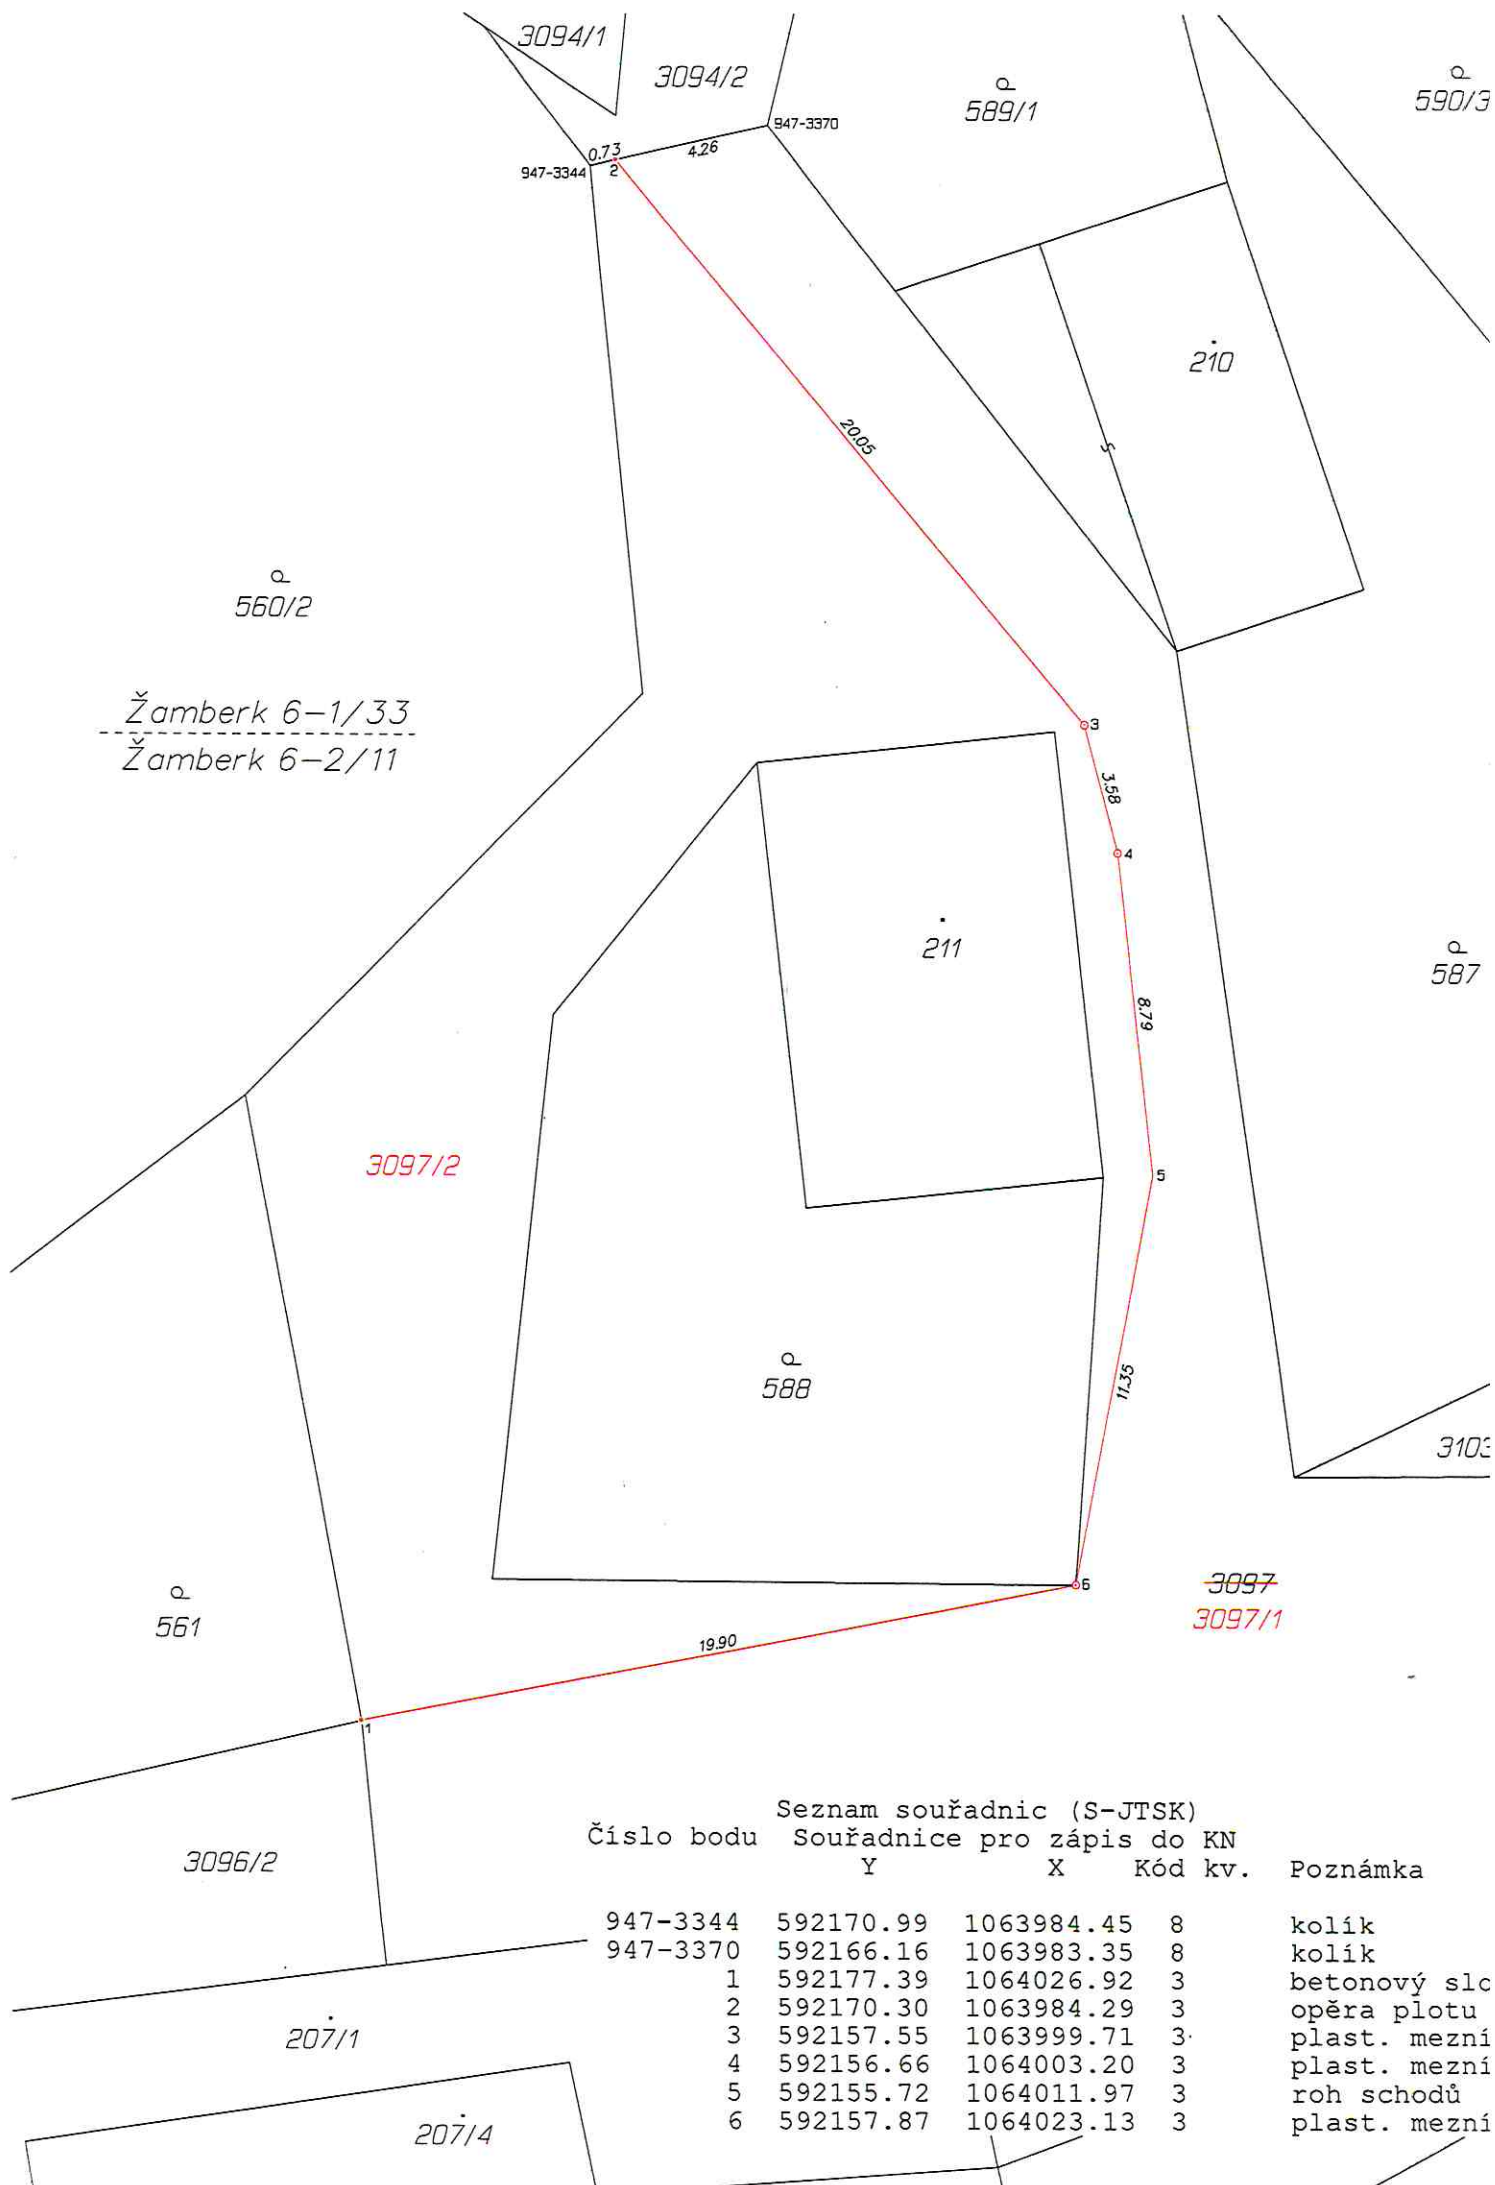 3094/1
3094/2
589/1
590/3
947-3370
0.73
4.26
947-3344
2
210
20.05
560/2
Žamberk 6-1/33
Žamberk 6-2/11
3
3.58
4
211
587
8.79
3097/2
5
588
11.35
3103
561
6
3097
3097/1
19.90
1
Seznam souřadnic (S-JTSK)
Číslo bodu Souřadnice pro zápis do KN
Y X Kód kv. Poznámka
3096/2
947-3344 592170.99 1063984.45 8 kolík
947-3370 592166.16 1063983.35 8 kolík
1 592177.39 1064026.92 3 betonový slo
2 592170.30 1063984.29 3 opěra plotu
3 592157.55 1063999.71 3 plast. mezní
4 592156.66 1064003.20 3 plast. mezní
5 592155.72 1064011.97 3 roh schodů
6 592157.87 1064023.13 3 plast. mezní
207/1
207/4